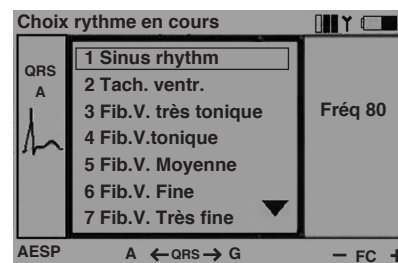 Choix rythme en cours
QRS
A
1 Sinus rhythm
2 Tach. ventr.
3 Fib.V. très tonique
4 Fib.V.tonique
5 Fib.V. Moyenne
6 Fib.V. Fine
7 Fib.V. Très fine
Fréq 80
AESP A ←QRS→ G − FC +